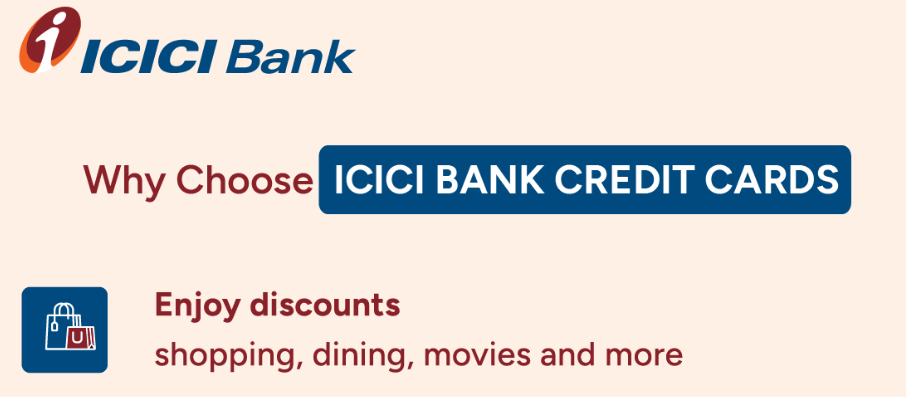 ICICI Bank
Why Choose ICICI BANK CREDIT CARDS
Enjoy discounts
shopping, dining, movies and more